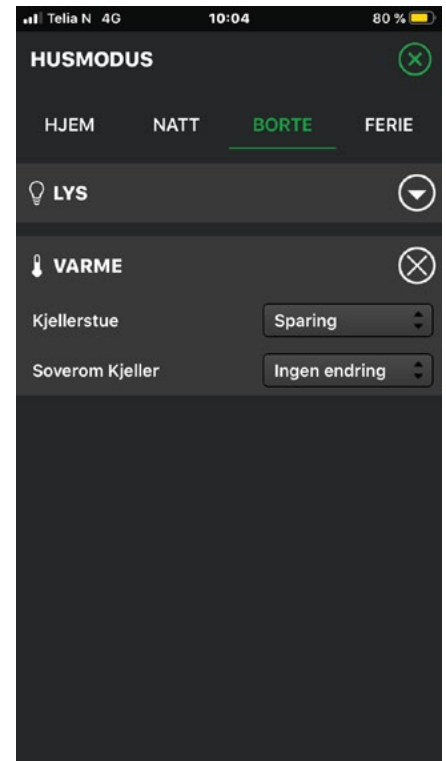 Telia N 4G 10:04 80 %
HUSMODUS
HJEM NATT BORTE FERIE
LYS
VARME
Kjellerstue Sparing
Soverom Kjeller Ingen endring